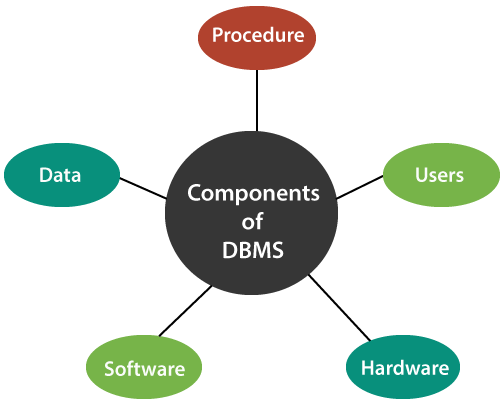 Procedure
Data
Users
Components
of
DBMS
Software
Hardware